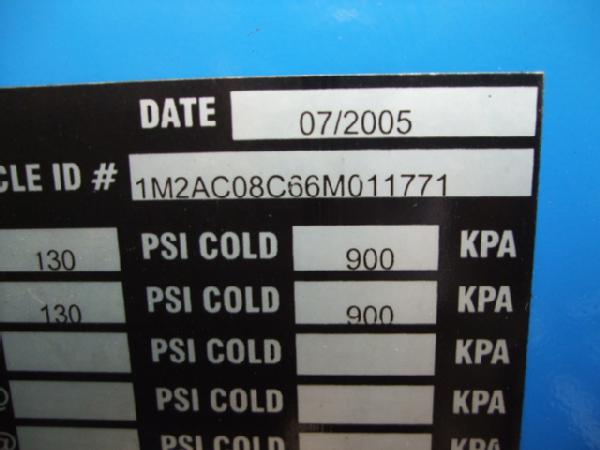 DATE 07/2005
CLE ID # 1M2AC08C66M011771
130 PSI COLD 900 KPA
130 PSI COLD 900 KPA
PSI COLD KPA
@ PSI COLD KPA
@ PSI COLD KPA